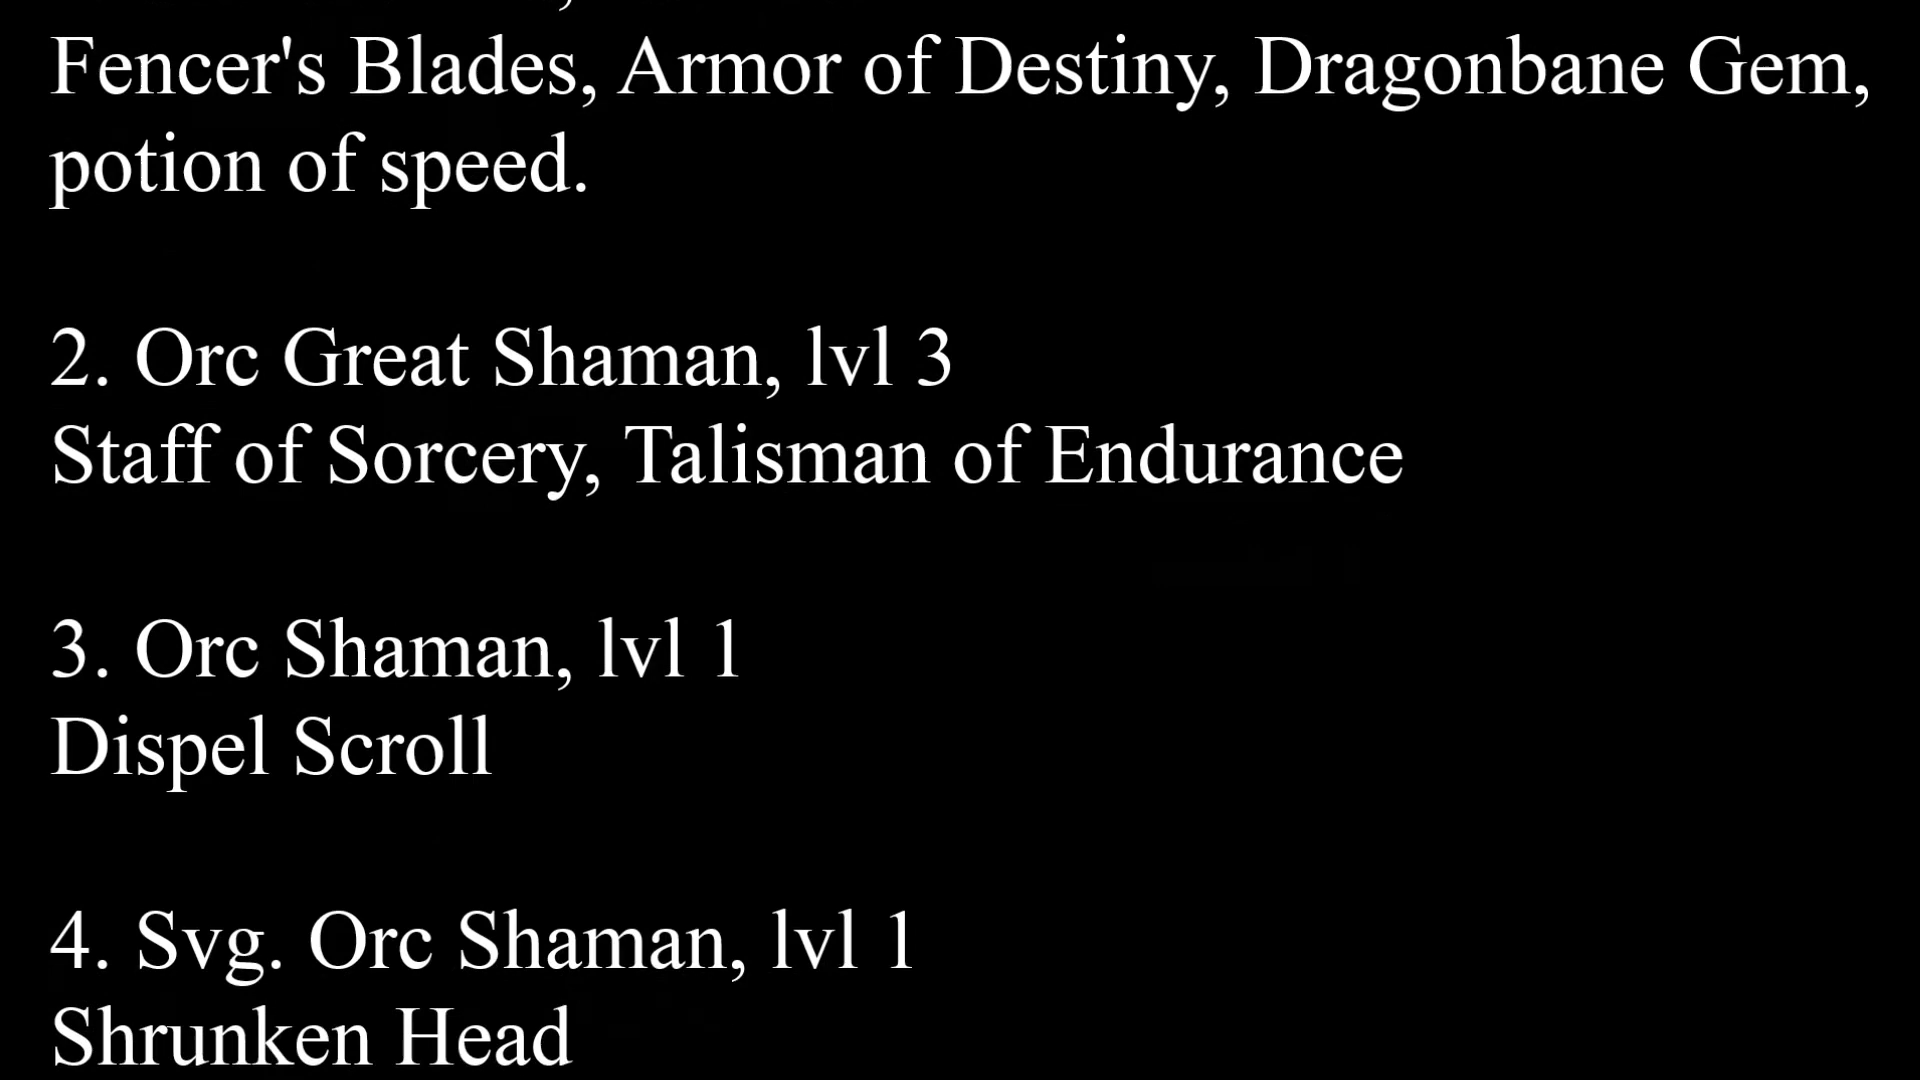 Fencer's Blades, Armor of Destiny, Dragonbane Gem,
potion of speed.
2. Orc Great Shaman, lvl 3
Staff of Sorcery, Talisman of Endurance
3. Orc Shaman, lvl 1
Dispel Scroll
4. Svg. Orc Shaman, lvl 1
Shrunken Head